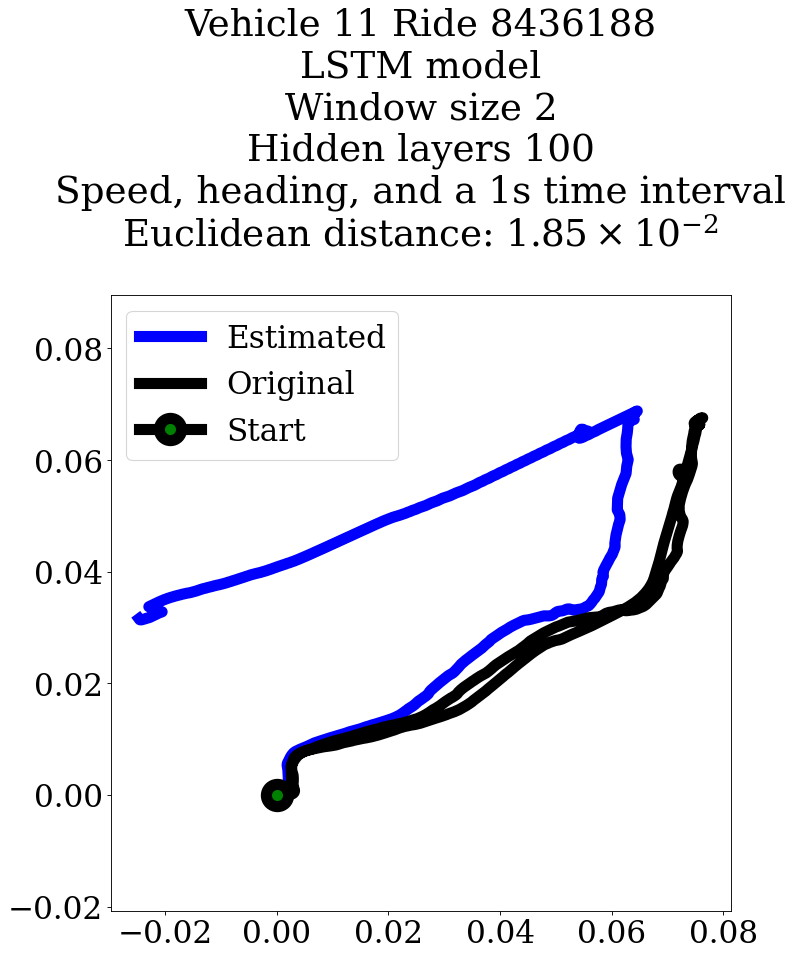 Vehicle 11 Ride 8436188
LSTM model
Window size 2
Hidden layers 100
Speed, heading, and a 1s time interval
Euclidean distance: 1.85 × 10⁻²
Estimated
Original
Start
0.08
0.06
0.04
0.02
0.00
−0.02
−0.02 0.00 0.02 0.04 0.06 0.08